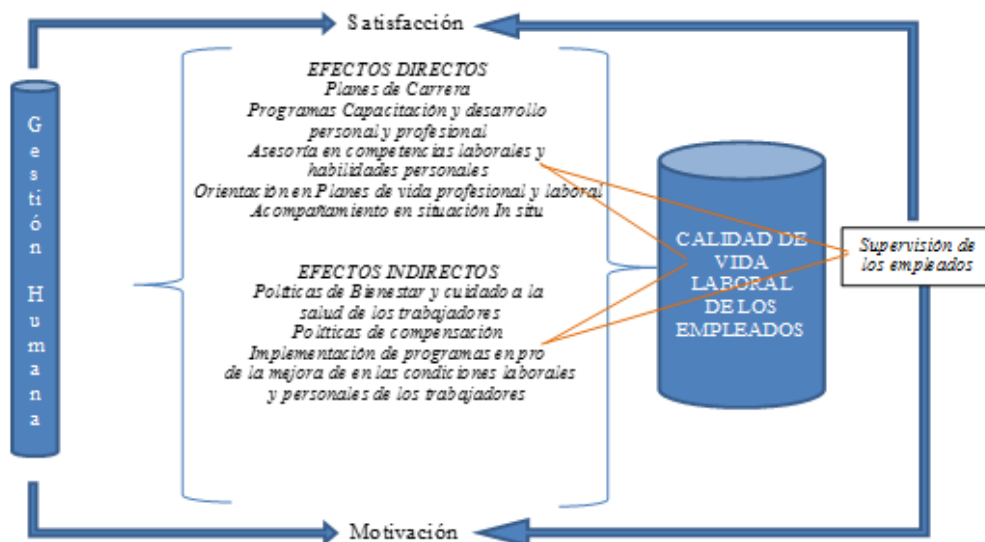 Satisfacción
Gestión Humana
EFECTOS DIRECTOS
Planes de Carrera
Programas Capacitación y desarrollo
personal y profesional
Asesoría en competencias laborales y
habilidades personales
Orientación en Planes de vida profesional y laboral
Acompañamiento en situación In situ
EFECTOS INDIRECTOS
Políticas de Bienestar y cuidado a la
salud de los trabajadores
Políticas de compensación
Implementación de programas en pro
de la mejora de en las condiciones laborales
y personales de los trabajadores
CALIDAD DE
VIDA
LABORAL
DE LOS
EMPLEADOS
Supervisión de
los empleados
Motivación